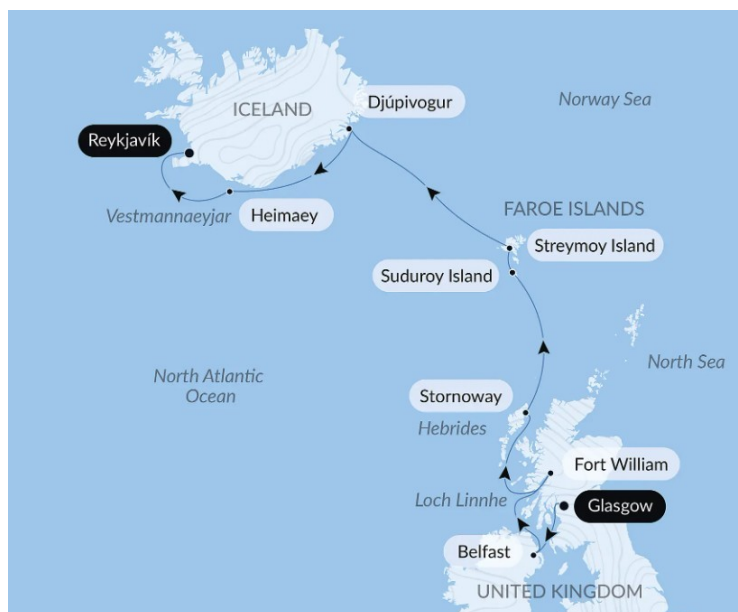 Djúpivogur
Norway Sea
ICELAND
Reykjavík
FAROE ISLANDS
Vestmannaeyjar
Heimaey
Streymoy Island
Suduroy Island
North Sea
North Atlantic
Ocean
Stornoway
Hebrides
Fort William
Loch Linnhe
Glasgow
Belfast
UNITED KINGDOM